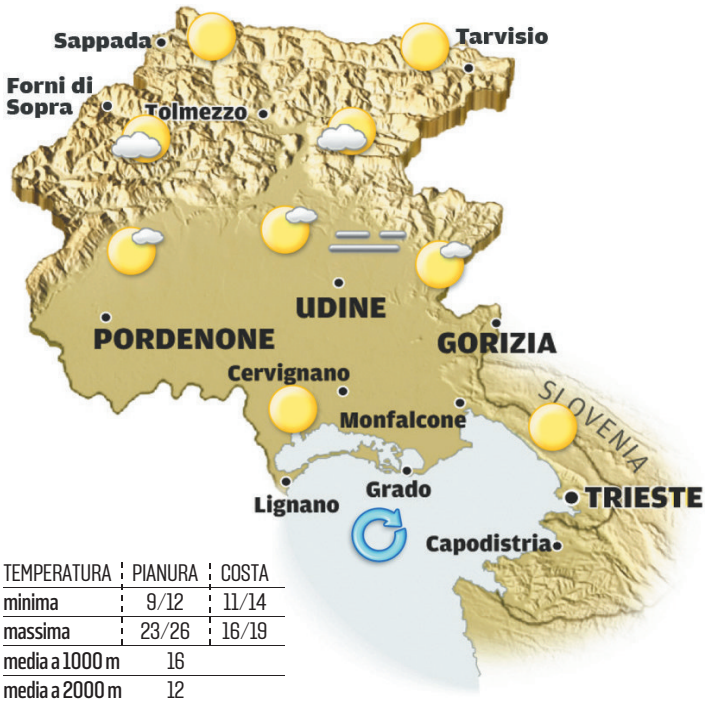 Sappada
Tarvisio
Forni di
Sopra
Tolmezzo
UDINE
PORDENONE
GORIZIA
Cervignano
SLOVENIA
Monfalcone
Grado
Lignano
TRIESTE
Capodistria
TEMPERATURA PIANURA COSTA
minima 9/12 11/14
massima 23/26 16/19
media a 1000 m 16
media a 2000 m 12